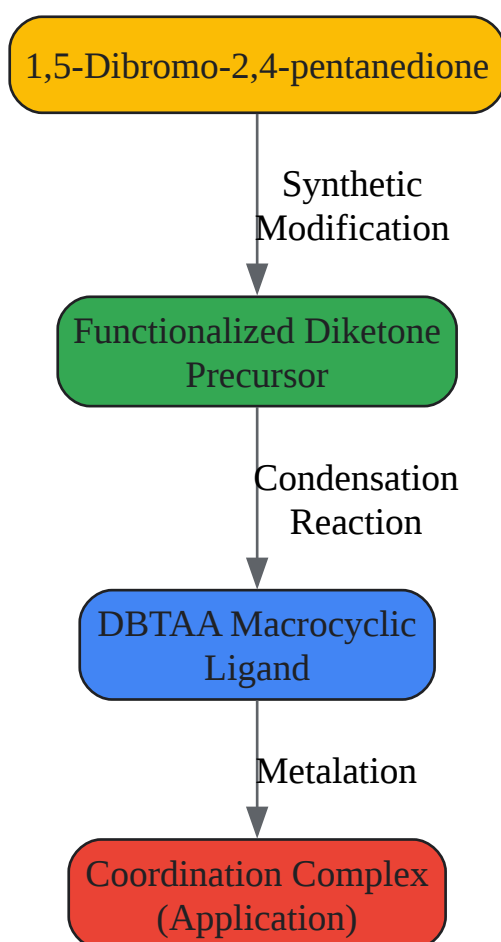 1,5-Dibromo-2,4-pentanedione
Synthetic
Modification
Functionalized Diketone
Precursor
Condensation
Reaction
DBTAA Macrocyclic
Ligand
Metalation
Coordination Complex
(Application)